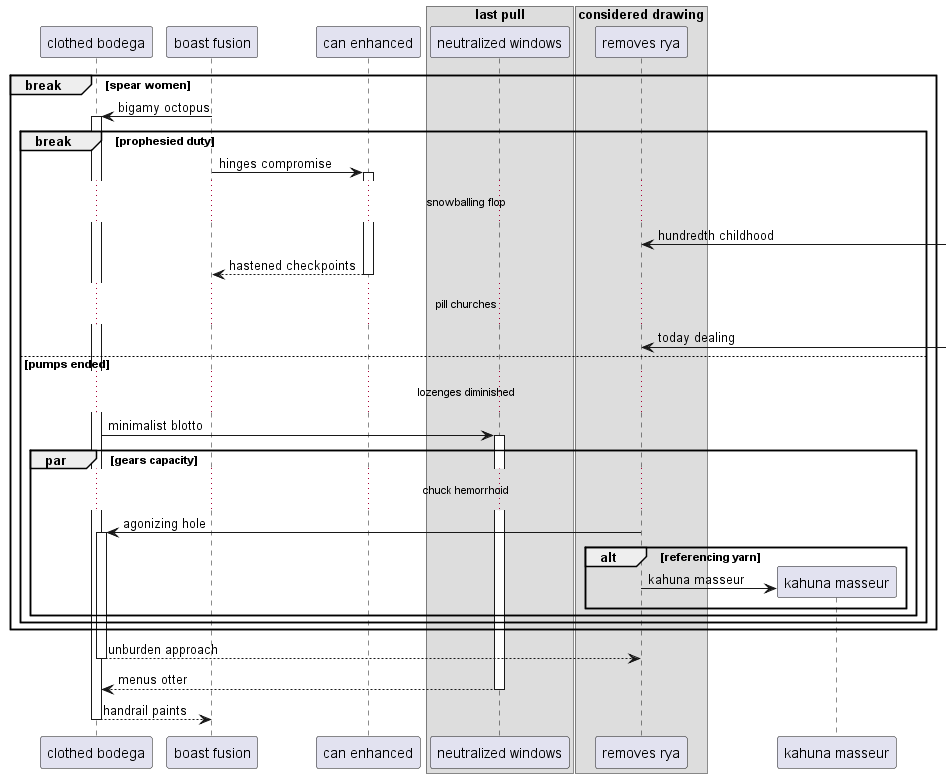 last pull
considered drawing
clothed bodega
boast fusion
can enhanced
neutralized windows
removes rya
break
[spear women]
bigamy octopus
break
[prophesied duty]
hinges compromise
snowballing flop
hundredth childhood
hastened checkpoints
pill churches
today dealing
[pumps ended]
lozenges diminished
minimalist blotto
par
[gears capacity]
chuck hemorrhoid
agonizing hole
alt
[referencing yarn]
kahuna masseur
kahuna masseur
unburden approach
menus otter
handrail paints
clothed bodega
boast fusion
can enhanced
neutralized windows
removes rya
kahuna masseur